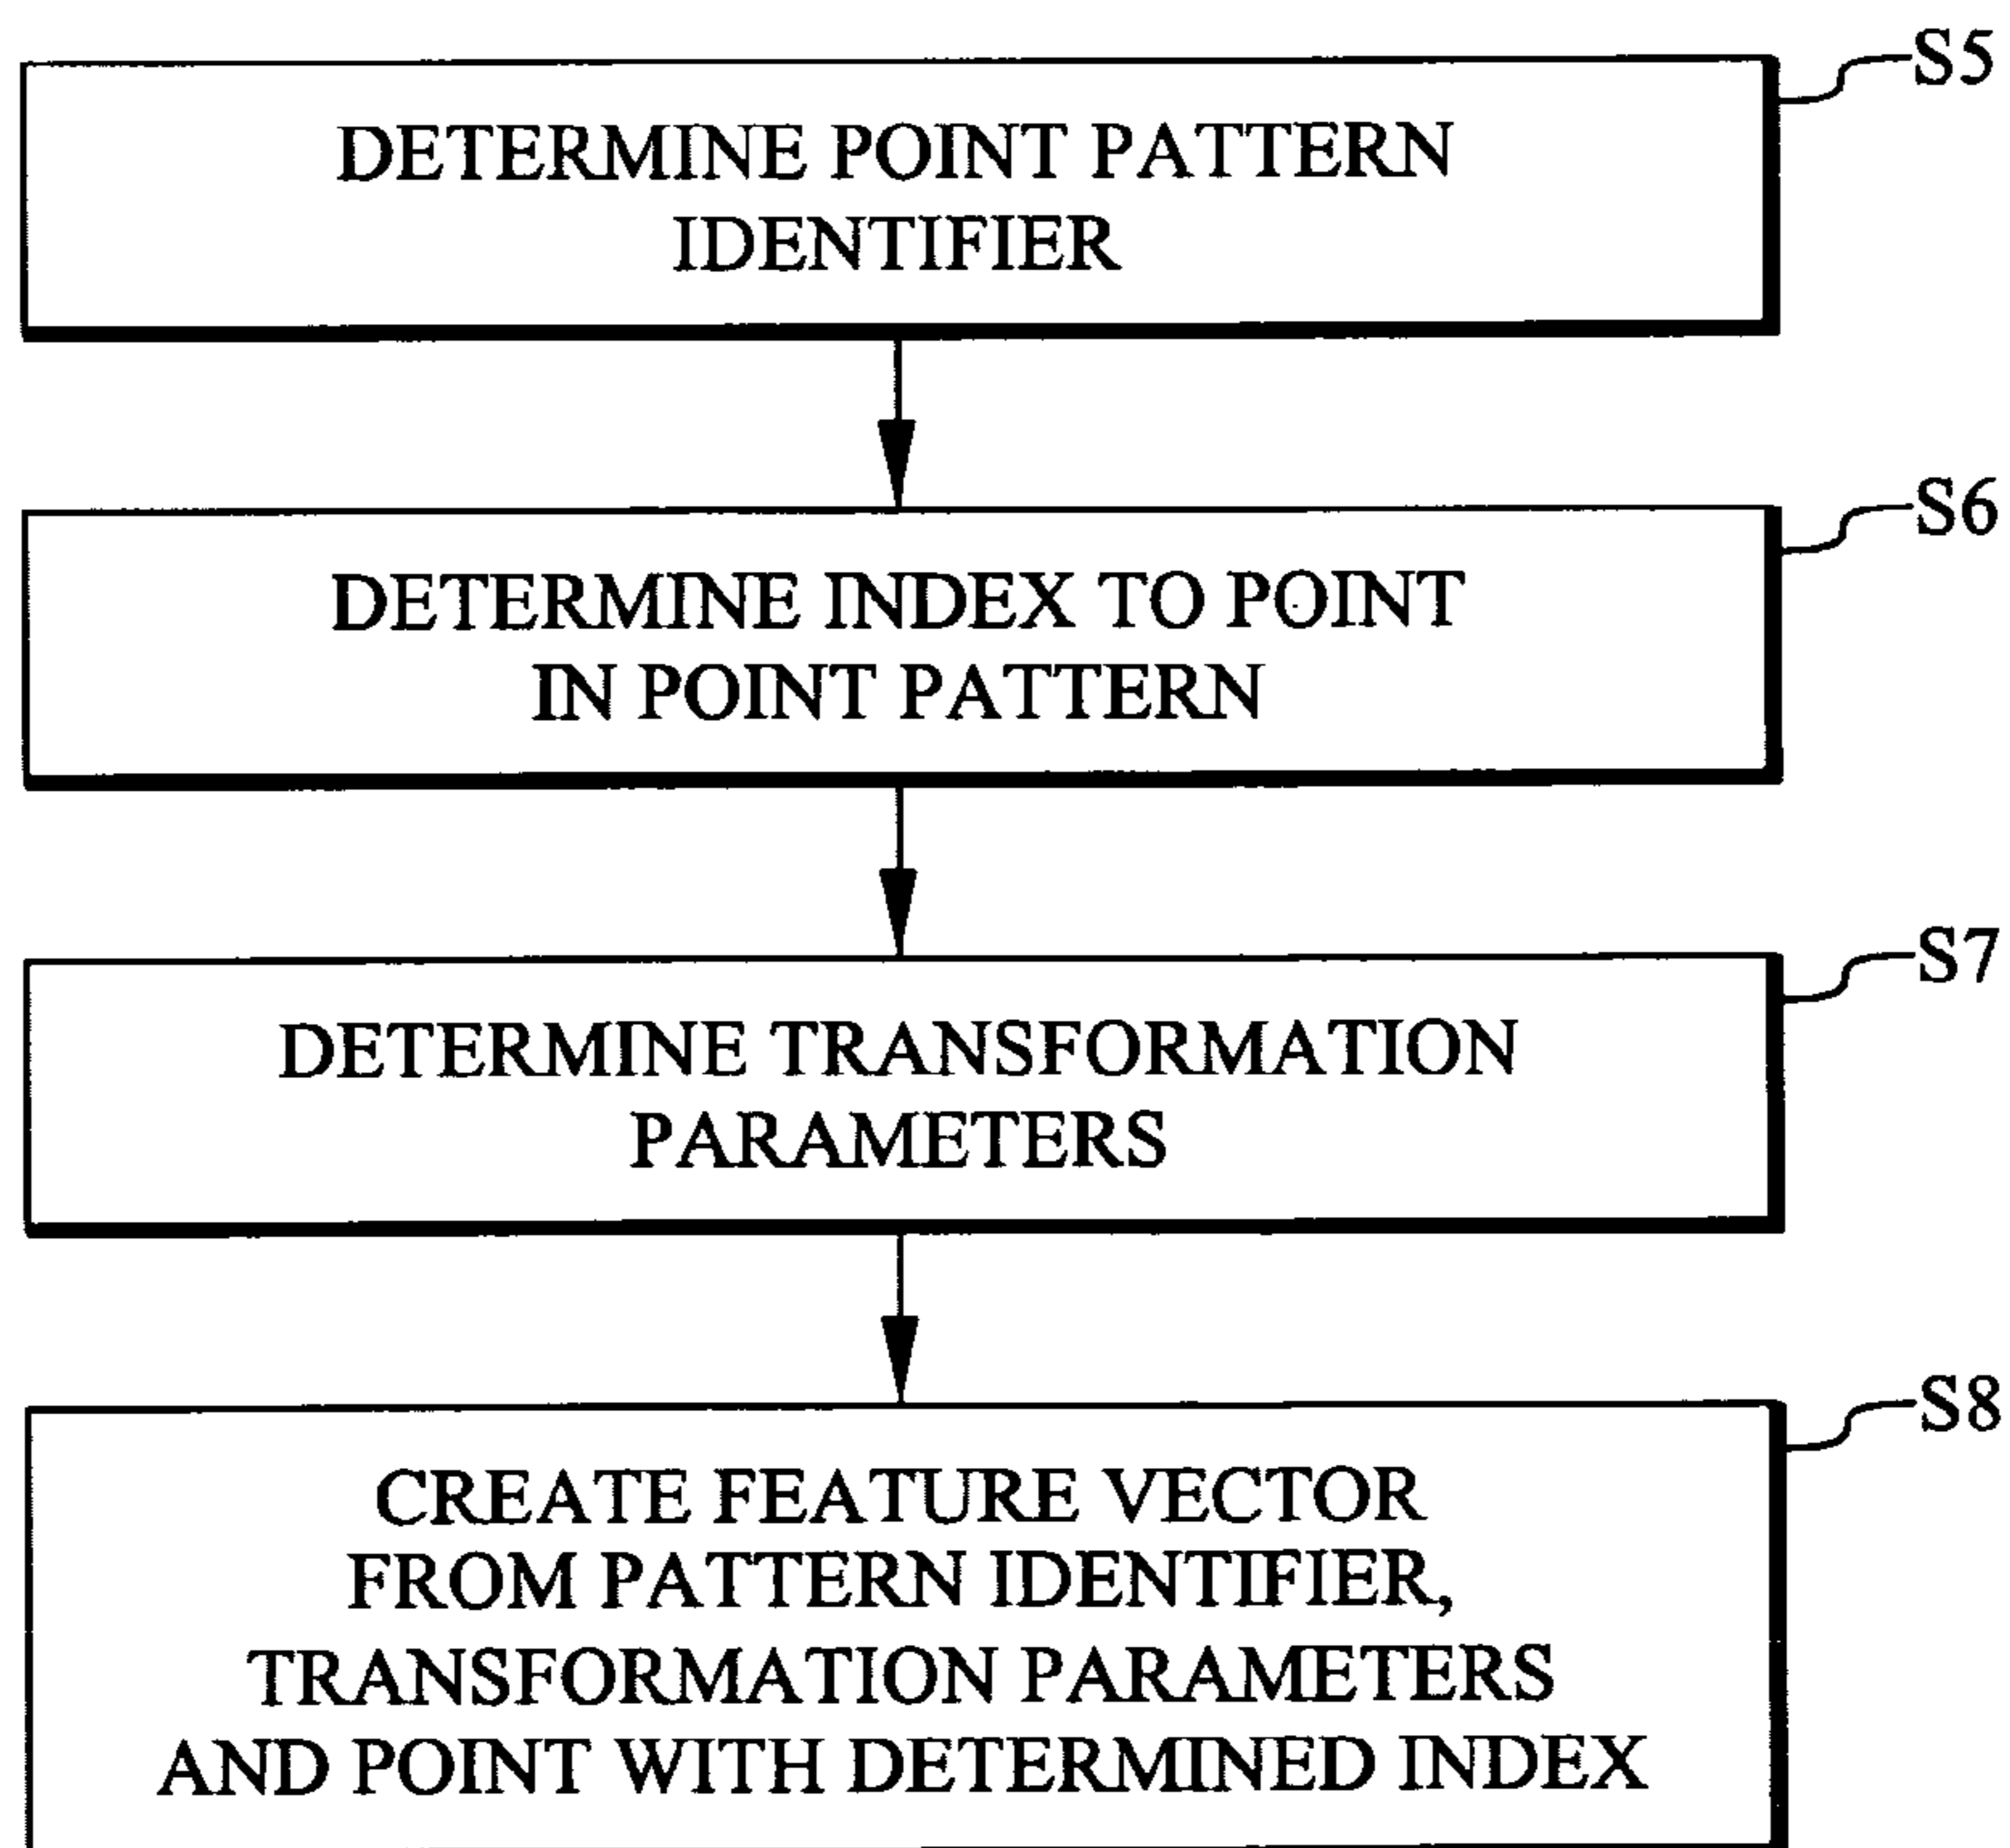 S5
DETERMINE POINT PATTERN
IDENTIFIER
S6
DETERMINE INDEX TO POINT
IN POINT PATTERN
S7
DETERMINE TRANSFORMATION
PARAMETERS
S8
CREATE FEATURE VECTOR
FROM PATTERN IDENTIFIER,
TRANSFORMATION PARAMETERS
AND POINT WITH DETERMINED INDEX